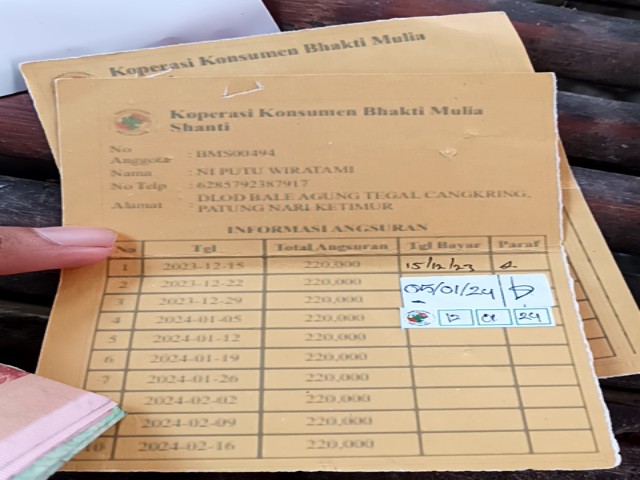 Koperasi Konsumen Bhakti Mulia
Koperasi Konsumen Bhakti Mulia
Shanti
No
Anggota : BMS00494
Nama : NI PUTU WIRATAMI
No Telp : 6285792387917
Alamat : DLOD BALE AGUNG TEGAL CANGKRING,
PATUNG NARI KETIMUR
INFORMASI ANGSURAN
No Tgl Total Angsuran Tgl Bayar Paraf
1 2023-12-15 220,000 15/12/23
2 2023-12-22 220,000
05/01/24
3 2023-12-29 220,000
4 2024-01-05 220,000 12 01 24
5 2024-01-12 220,000
6 2024-01-19 220,000
7 2024-01-26 220,000
2024-02-02 220,000
2024-02-09 220,000
10 2024-02-16 220,000